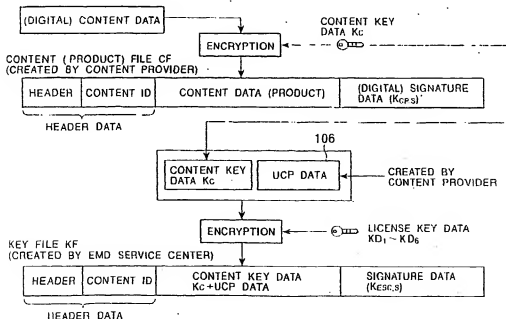 (DIGITAL) CONTENT DATA
CONTENT KEY
DATA KC
ENCRYPTION
CONTENT (PRODUCT) FILE CF
(CREATED BY CONTENT PROVIDER)
HEADER
CONTENT ID
CONTENT DATA (PRODUCT)
(DIGITAL) SIGNATURE
DATA (KCP,S)
HEADER DATA
106
CONTENT KEY
DATA KC
UCP DATA
CREATED BY
CONTENT PROVIDER
ENCRYPTION
LICENSE KEY DATA
KD1~KD6
KEY FILE KF
(CREATED BY EMD SERVICE CENTER)
HEADER
CONTENT ID
CONTENT KEY DATA
KC+UCP DATA
SIGNATURE DATA
(KESC,S)
HEADER DATA